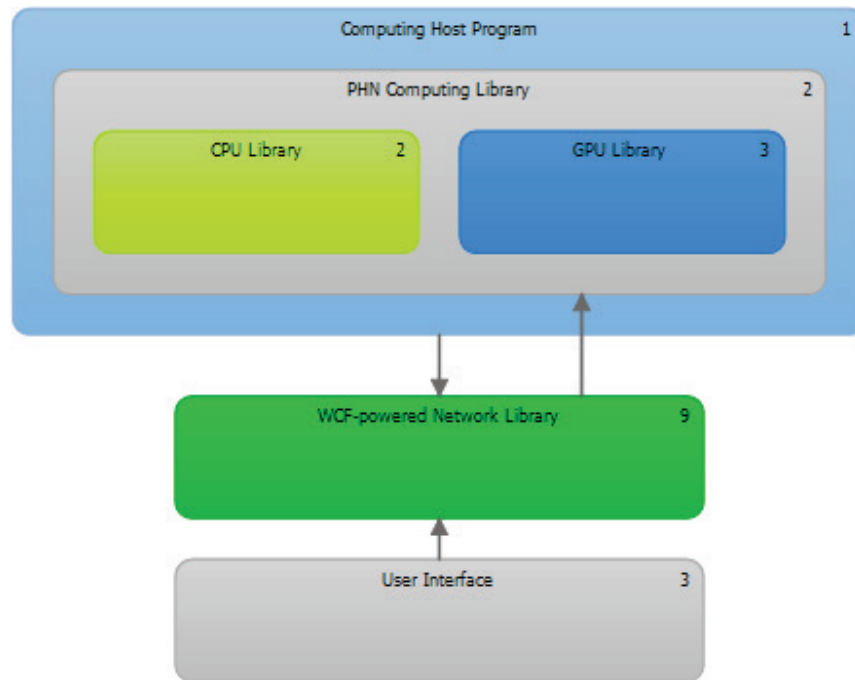 Computing Host Program 1
PHN Computing Library 2
CPU Library 2
GPU Library 3
WCF-powered Network Library 9
User Interface 3